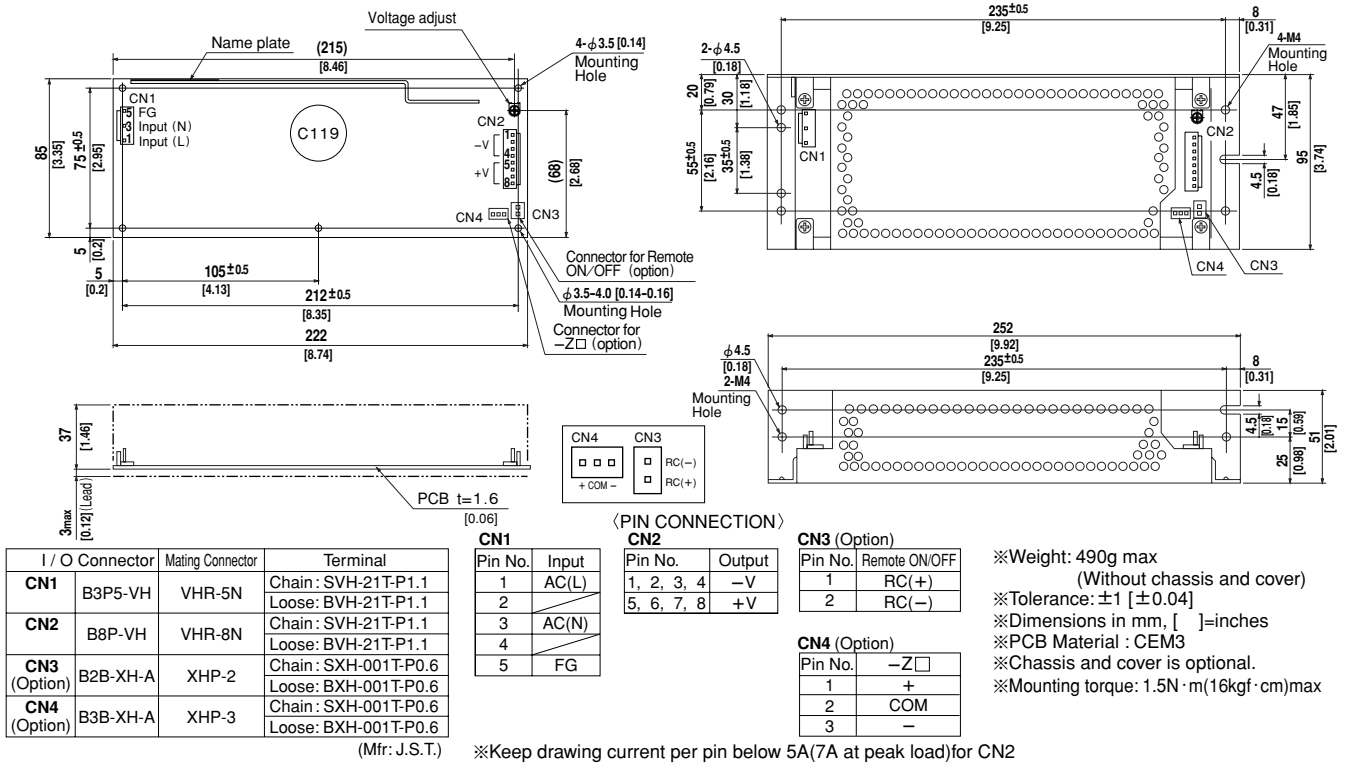 Voltage adjust
Name plate
(215)
[8.46]
4-φ3.5 [0.14]
Mounting
Hole
CN1
5 FG
3 Input (N)
1 Input (L)
C119
CN2
1
−V
4
5
+V
8
85
[3.35]
75±0.5
[2.95]
(68)
[2.68]
CN4
CN3
5
[0.2]
5
[0.2]
105±0.5
[4.13]
212±0.5
[8.35]
222
[8.74]
Connector for Remote
ON/OFF (option)
φ3.5-4.0 [0.14-0.16]
Mounting Hole
Connector for
−Z□ (option)
235±0.5
[9.25]
8
[0.31]
2-φ4.5
[0.18]
4-M4
Mounting
Hole
20
[0.79]
30
[1.18]
55±0.5
[2.16]
35±0.5
[1.38]
CN1
CN2
47
[1.85]
4.5
[0.18]
95
[3.74]
CN4
CN3
37
[1.46]
3max
[0.12](Lead)
PCB t=1.6
[0.06]
CN4 CN3
RC(−)
RC(+)
+ COM −
252
[9.92]
235±0.5
[9.25]
8
[0.31]
φ4.5
[0.18]
2-M4
Mounting
Hole
4.5
[0.18]
15
[0.59]
25
[0.98]
51
[2.01]
I/O Connector Mating Connector Terminal
CN1 B3P5-VH VHR-5N Chain: SVH-21T-P1.1
Loose: BVH-21T-P1.1
CN2 B8P-VH VHR-8N Chain: SVH-21T-P1.1
Loose: BVH-21T-P1.1
CN3 (Option) B2B-XH-A XHP-2 Chain: SXH-001T-P0.6
Loose: BXH-001T-P0.6
CN4 (Option) B3B-XH-A XHP-3 Chain: SXH-001T-P0.6
Loose: BXH-001T-P0.6
(Mfr: J.S.T.)
〈PIN CONNECTION〉
CN1
Pin No. Input
1 AC(L)
2
3 AC(N)
4
5 FG
CN2
Pin No. Output
1, 2, 3, 4 −V
5, 6, 7, 8 +V
CN3 (Option)
Pin No. Remote ON/OFF
1 RC(+)
2 RC(−)
CN4 (Option)
Pin No. −Z□
1 +
2 COM
3 −
※Weight: 490g max
(Without chassis and cover)
※Tolerance: ±1 [±0.04]
※Dimensions in mm, [ ]=inches
※PCB Material : CEM3
※Chassis and cover is optional.
※Mounting torque: 1.5N·m(16kgf·cm)max
※Keep drawing current per pin below 5A(7A at peak load)for CN2